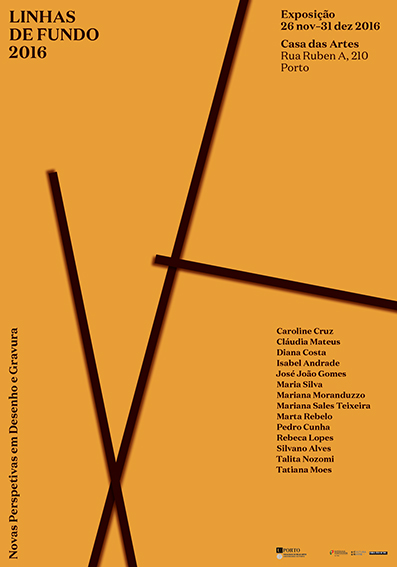 LINHAS
DE FUNDO
2016
Exposição
26 nov–31 dez 2016
Casa das Artes
Rua Ruben A, 210
Porto
Novas Perspetivas em Desenho e Gravura
Caroline Cruz
Cláudia Mateus
Diana Costa
Isabel Andrade
José João Gomes
Maria Silva
Mariana Moranduzzo
Mariana Sales Teixeira
Marta Rebelo
Pedro Cunha
Rebeca Lopes
Silvano Alves
Talita Nozomi
Tatiana Moes
U.PORTO